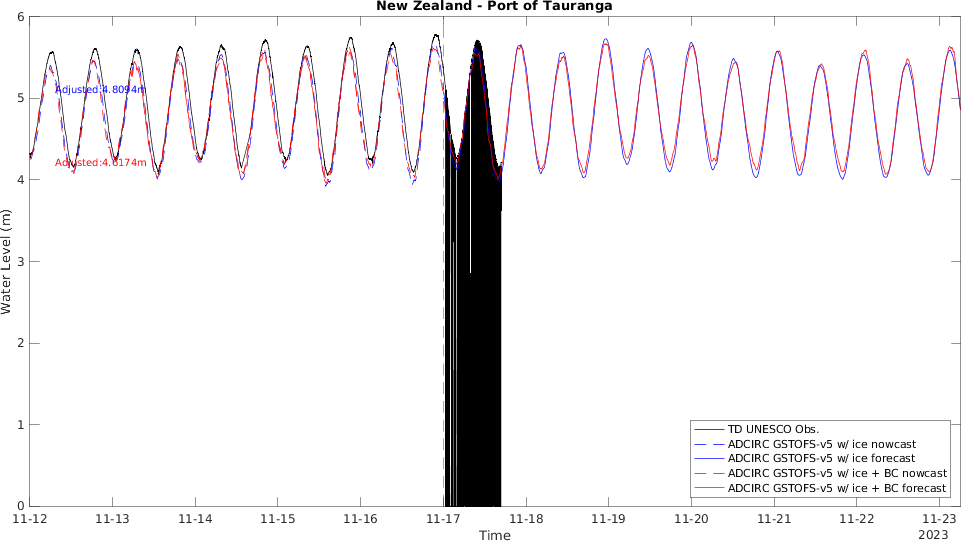 New Zealand - Port of Tauranga
6
5
4
3
2
1
0
Water Level (m)
Adjusted:4.8094m
Adjusted:4.6174m
TD UNESCO Obs.
ADCIRC GSTOFS-v5 w/ ice nowcast
ADCIRC GSTOFS-v5 w/ ice forecast
ADCIRC GSTOFS-v5 w/ ice + BC nowcast
ADCIRC GSTOFS-v5 w/ ice + BC forecast
11-12 11-13 11-14 11-15 11-16 11-17 11-18 11-19 11-20 11-21 11-22 11-23
Time
2023